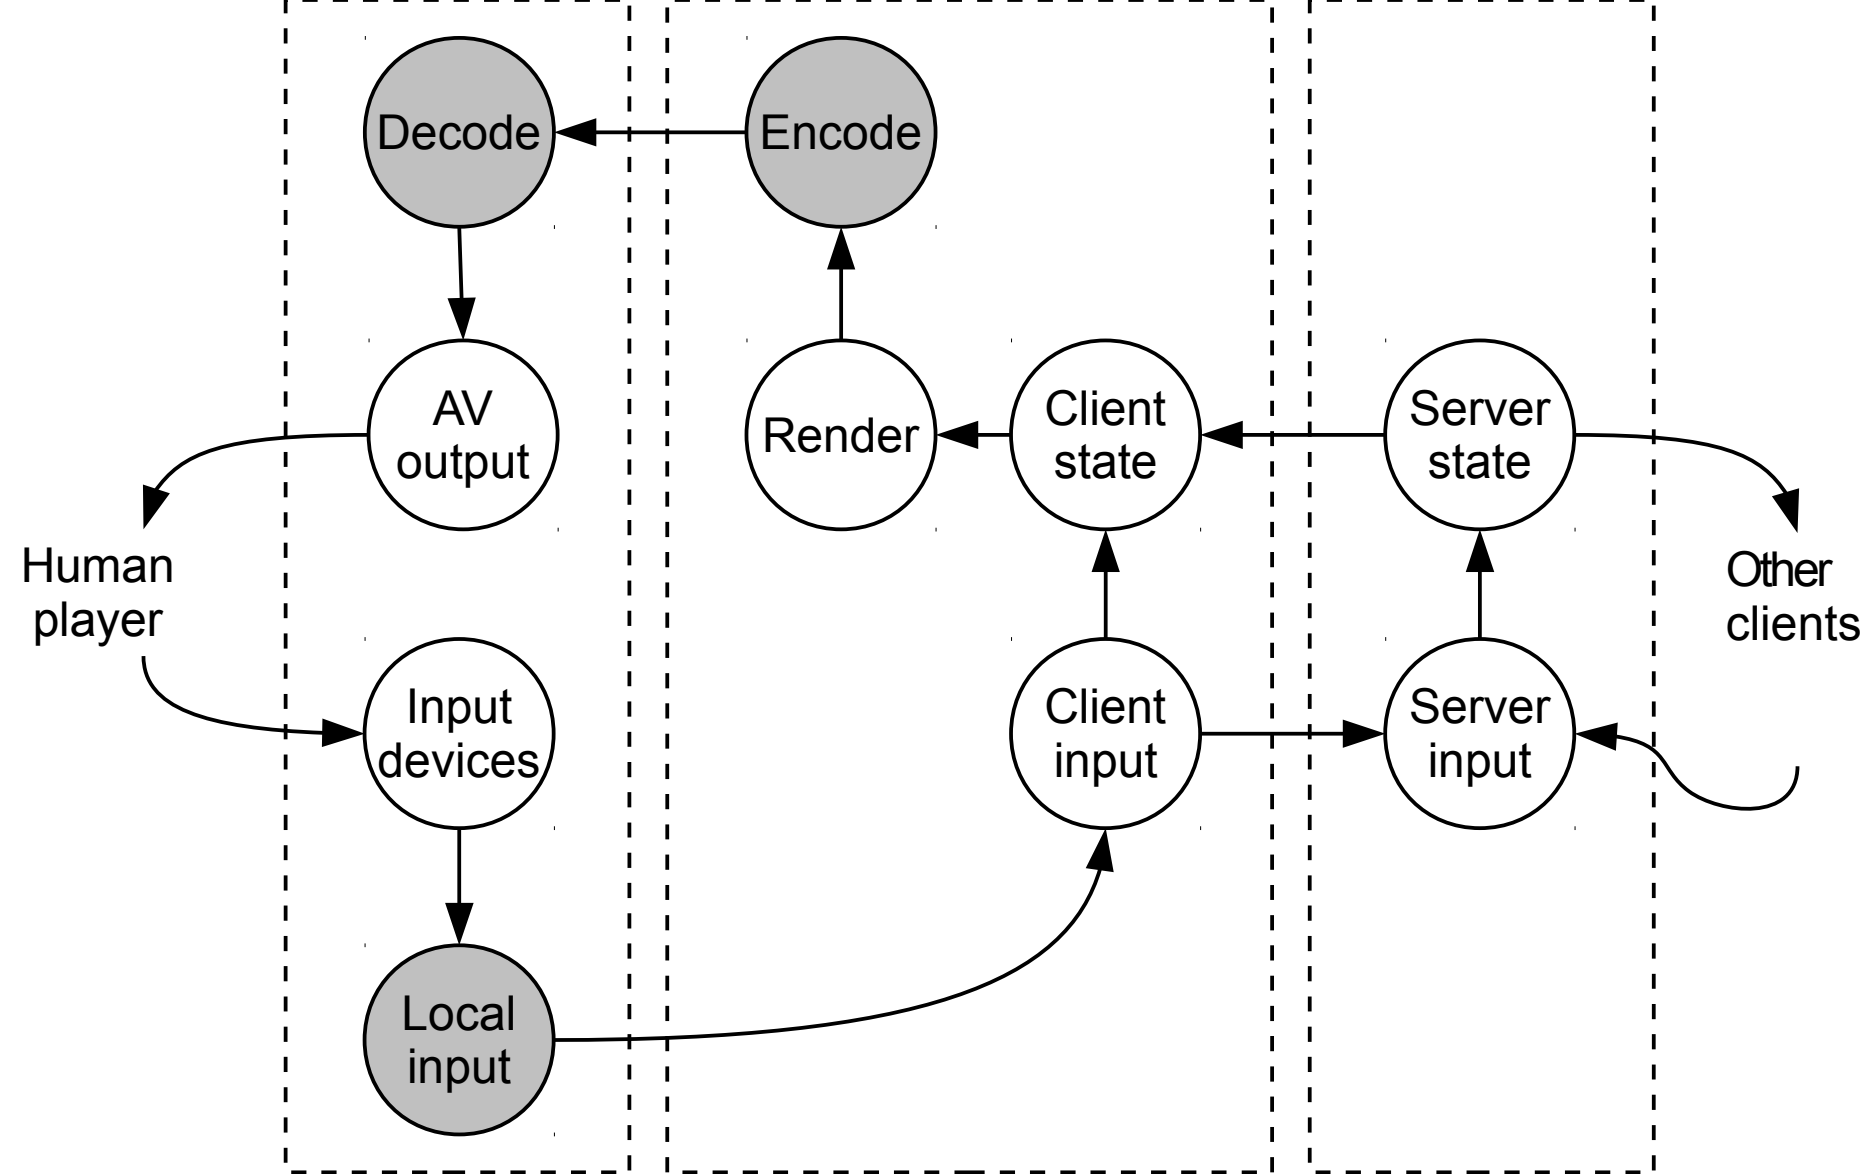 Decode
Encode
AV
output
Render
Client
state
Server
state
Human
player
Other
clients
Input
devices
Client
input
Server
input
Local
input